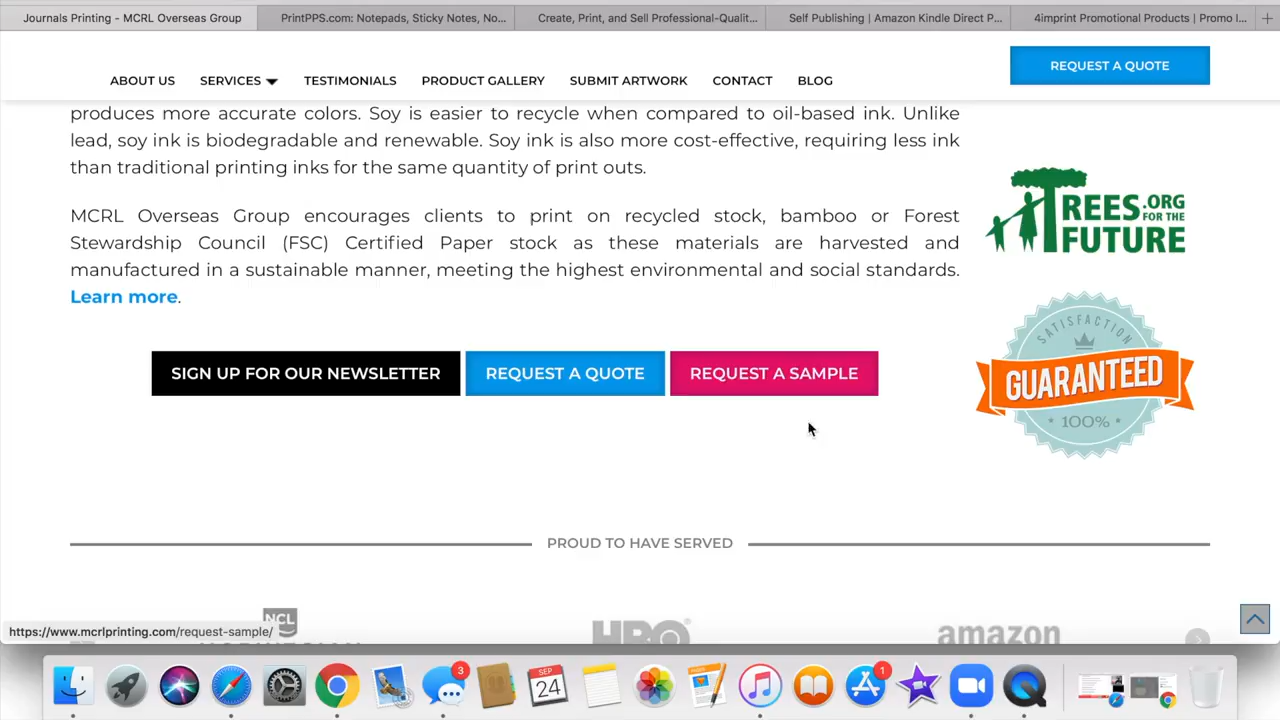 Journals Printing - MCRL Overseas Group
PrintPPS.com: Notepads, Sticky Notes, No...
Create, Print, and Sell Professional-Qualit...
Self Publishing | Amazon Kindle Direct P...
4imprint Promotional Products | Promo I...
ABOUT US
SERVICES
TESTIMONIALS
PRODUCT GALLERY
SUBMIT ARTWORK
CONTACT
BLOG
REQUEST A QUOTE
produces more accurate colors. Soy is easier to recycle when compared to oil-based ink. Unlike
lead, soy ink is biodegradable and renewable. Soy ink is also more cost-effective, requiring less ink
than traditional printing inks for the same quantity of print outs.
MCRL Overseas Group encourages clients to print on recycled stock, bamboo or Forest
Stewardship Council (FSC) Certified Paper stock as these materials are harvested and
manufactured in a sustainable manner, meeting the highest environmental and social standards.
Learn more.
TREES.ORG
FOR THE
FUTURE
SATISFACTION
GUARANTEED
100%
SIGN UP FOR OUR NEWSLETTER
REQUEST A QUOTE
REQUEST A SAMPLE
PROUD TO HAVE SERVED
NCL
HBO
amazon
https://www.mcrlprinting.com/request-sample/
3
SEP
24
1